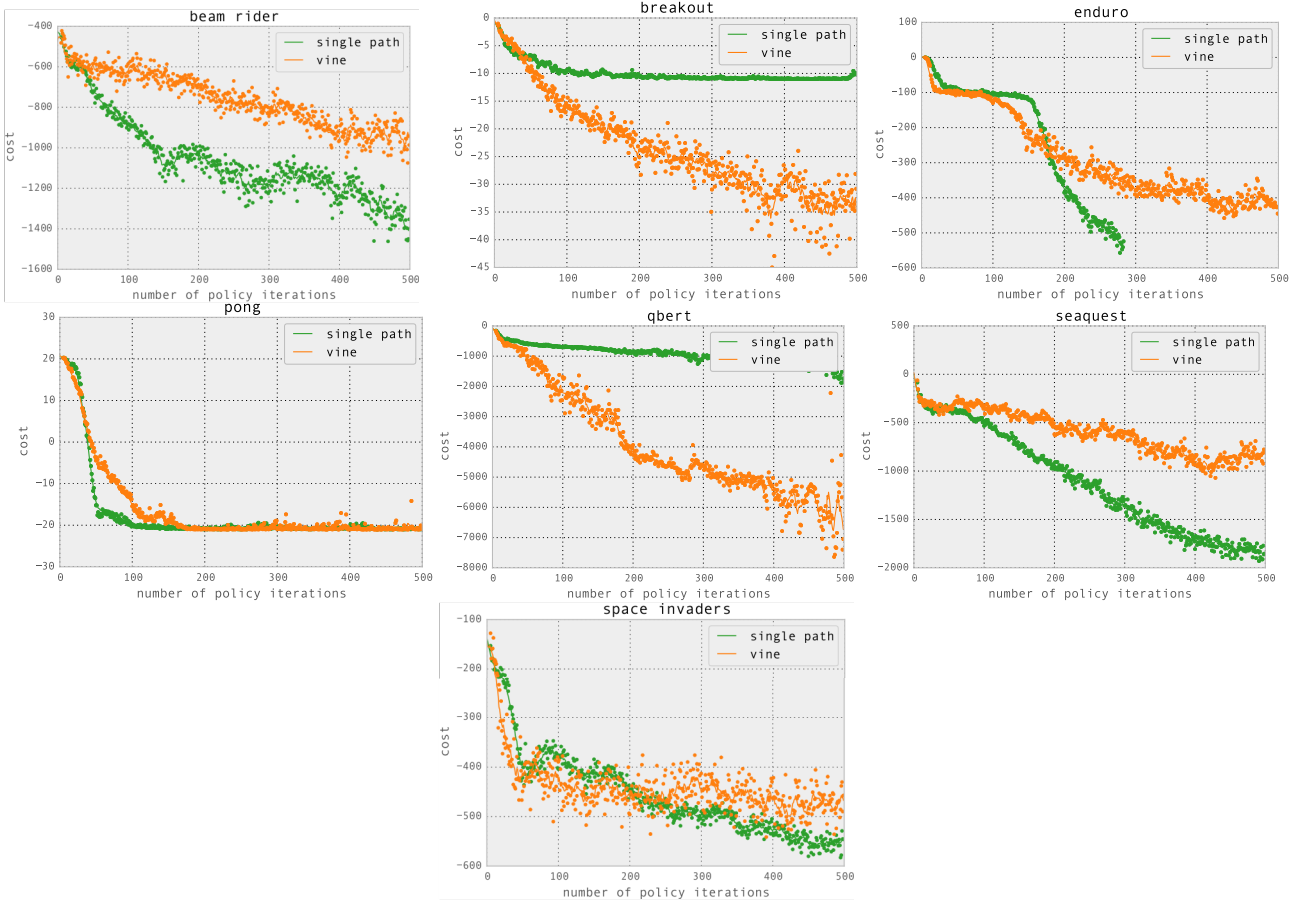 beam rider
−400
−600
−800
−1000
−1200
−1400
−1600
cost
single path
vine
0 100 200 300 400 500
number of policy iterations
breakout
0
−5
−10
−15
−20
−25
−30
−35
−40
−45
cost
single path
vine
0 100 200 300 400 500
number of policy iterations
enduro
100
0
−100
−200
−300
−400
−500
−600
cost
single path
vine
0 100 200 300 400 500
number of policy iterations
pong
30
20
10
0
−10
−20
−30
cost
single path
vine
0 100 200 300 400 500
number of policy iterations
qbert
0
−1000
−2000
−3000
−4000
−5000
−6000
−7000
−8000
cost
single path
vine
0 100 200 300 400 500
number of policy iterations
seaquest
500
0
−500
−1000
−1500
−2000
cost
single path
vine
0 100 200 300 400 500
number of policy iterations
space invaders
−100
−200
−300
−400
−500
−600
cost
single path
vine
0 100 200 300 400 500
number of policy iterations